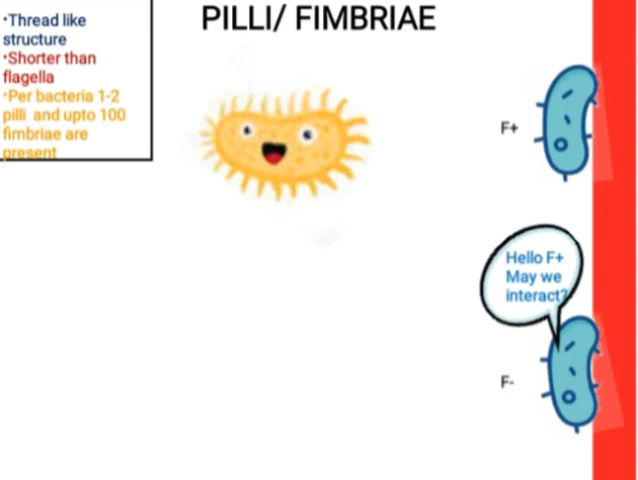 PILLI/ FIMBRIAE
•Thread like
structure
•Shorter than
flagella
•Per bacteria 1-2
pilli and upto 100
fimbriae are
present
F+
Hello F+
May we
interact?
F-